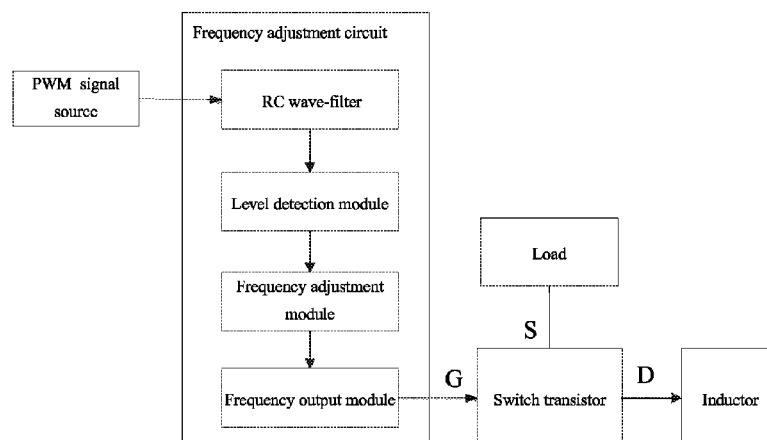 Frequency adjustment circuit
PWM signal
source
RC wave-filter
Level detection module
Load
Frequency adjustment
module
S
G
D
Frequency output module
Switch transistor
Inductor